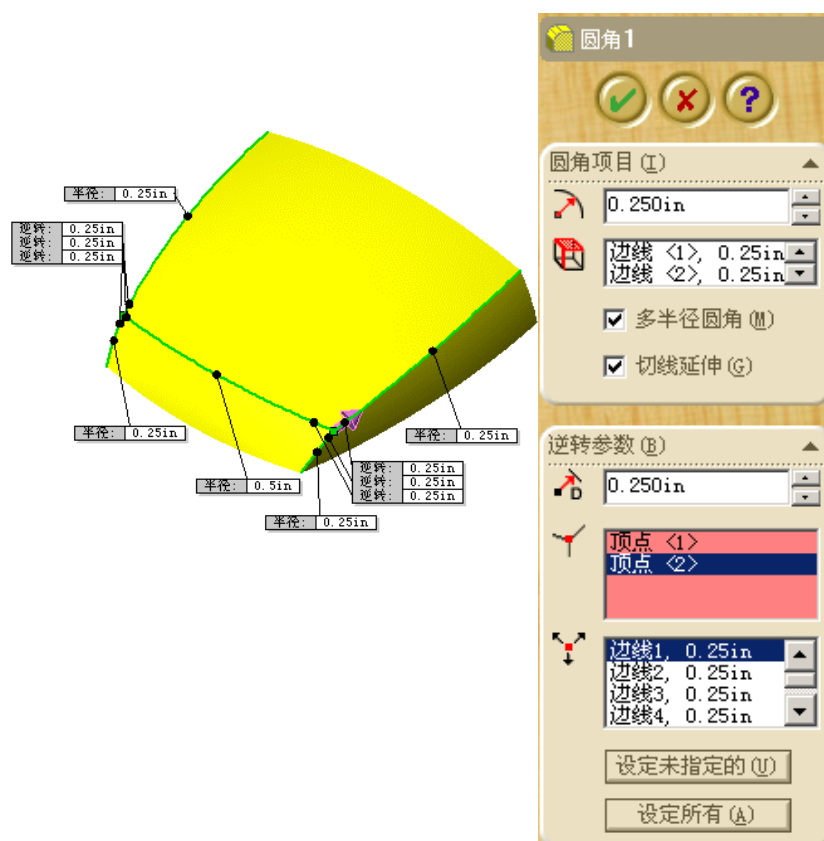 半径: 0.25in
逆转: 0.25in
逆转: 0.25in
逆转: 0.25in
半径: 0.25in
半径: 0.5in
半径: 0.25in
逆转: 0.25in
逆转: 0.25in
逆转: 0.25in
半径: 0.25in
圆角1
?
圆角项目(I)
0.250in
边线 <1>, 0.25in
边线 <2>, 0.25in
多半径圆角(M)
切线延伸(G)
逆转参数(B)
D
0.250in
顶点 <1>
顶点 <2>
边线1, 0.25in
边线2, 0.25in
边线3, 0.25in
边线4, 0.25in
设定未指定的(U)
设定所有(A)